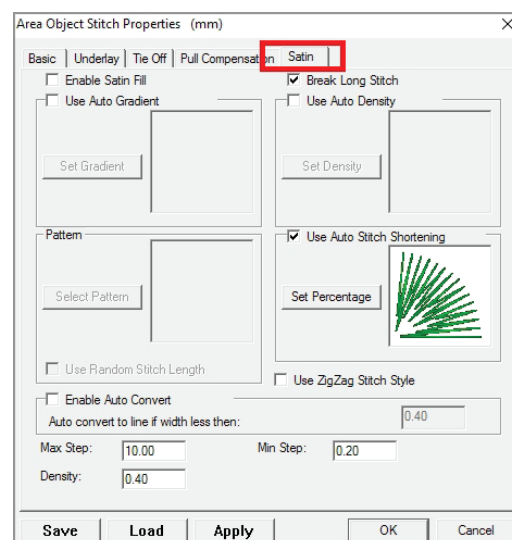 Area Object Stitch Properties (mm)
Basic Underlay Tie Off Pull Compensation Satin
Enable Satin Fill Break Long Stitch
Use Auto Gradient Use Auto Density
Set Gradient Set Density
Pattern Use Auto Stitch Shortening
Select Pattern Set Percentage
Use Random Stitch Length
Use ZigZag Stitch Style
Enable Auto Convert
Auto convert to line if width less then: 0.40
Max Step: 10.00 Min Step: 0.20
Density: 0.40
Save Load Apply OK Cancel